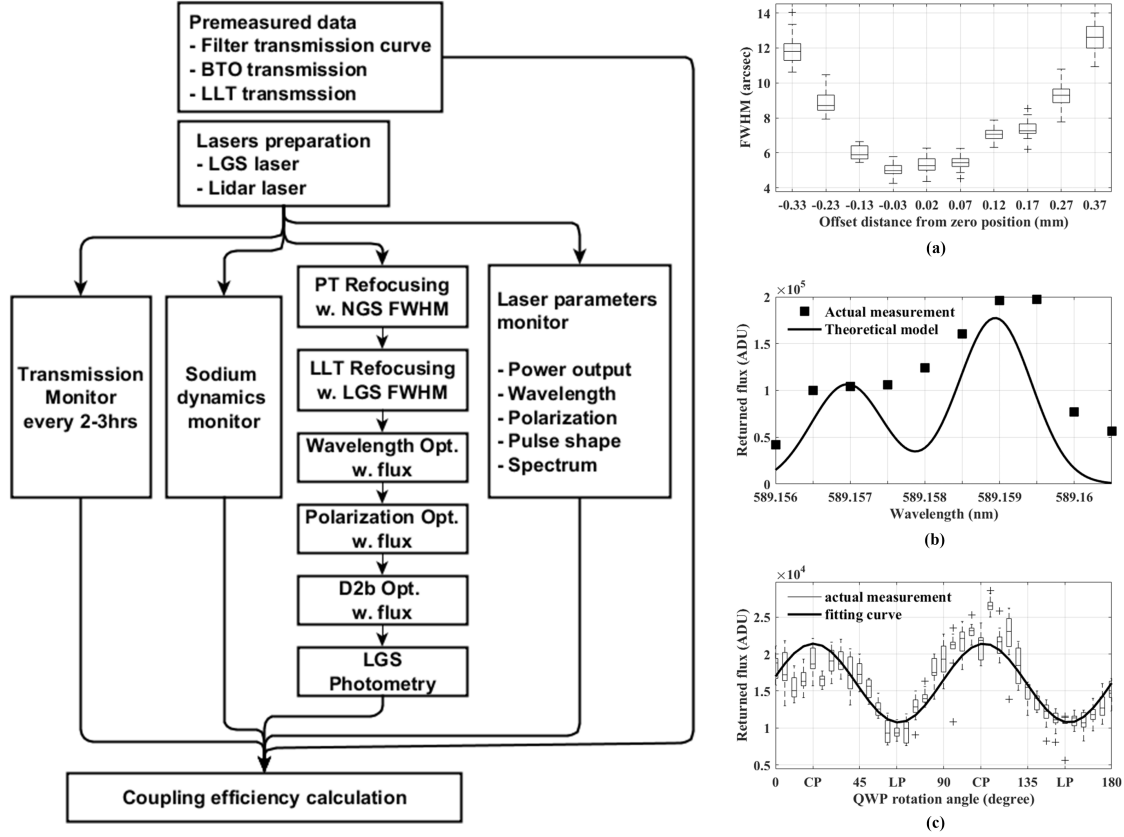 Premeasured data
- Filter transmission curve
- BTO transmission
- LLT transmssion
Lasers preparation
- LGS laser
- Lidar laser
Transmission
Monitor
every 2-3hrs
Sodium
dynamics
monitor
PT Refocusing
w. NGS FWHM
LLT Refocusing
w. LGS FWHM
Wavelength Opt.
w. flux
Polarization Opt.
w. flux
D2b Opt.
w. flux
LGS
Photometry
Laser parameters
monitor
- Power output
- Wavelength
- Polarization
- Pulse shape
- Spectrum
Coupling efficiency calculation
FWHM (arcsec)
14
12
10
8
6
4
-0.33 -0.23 -0.13 -0.03 0.02 0.07 0.12 0.17 0.27 0.37
Offset distance from zero position (mm)
(a)
×10⁵
Returned flux (ADU)
2
1.5
1
0.5
0
Actual measurement
Theoretical model
589.156 589.157 589.158 589.159 589.16
Wavelength (nm)
(b)
×10⁴
Returned flux (ADU)
2.5
2
1.5
1
0.5
actual measurement
fitting curve
0 CP 45 LP 90 CP 135 LP 180
QWP rotation angle (degree)
(c)